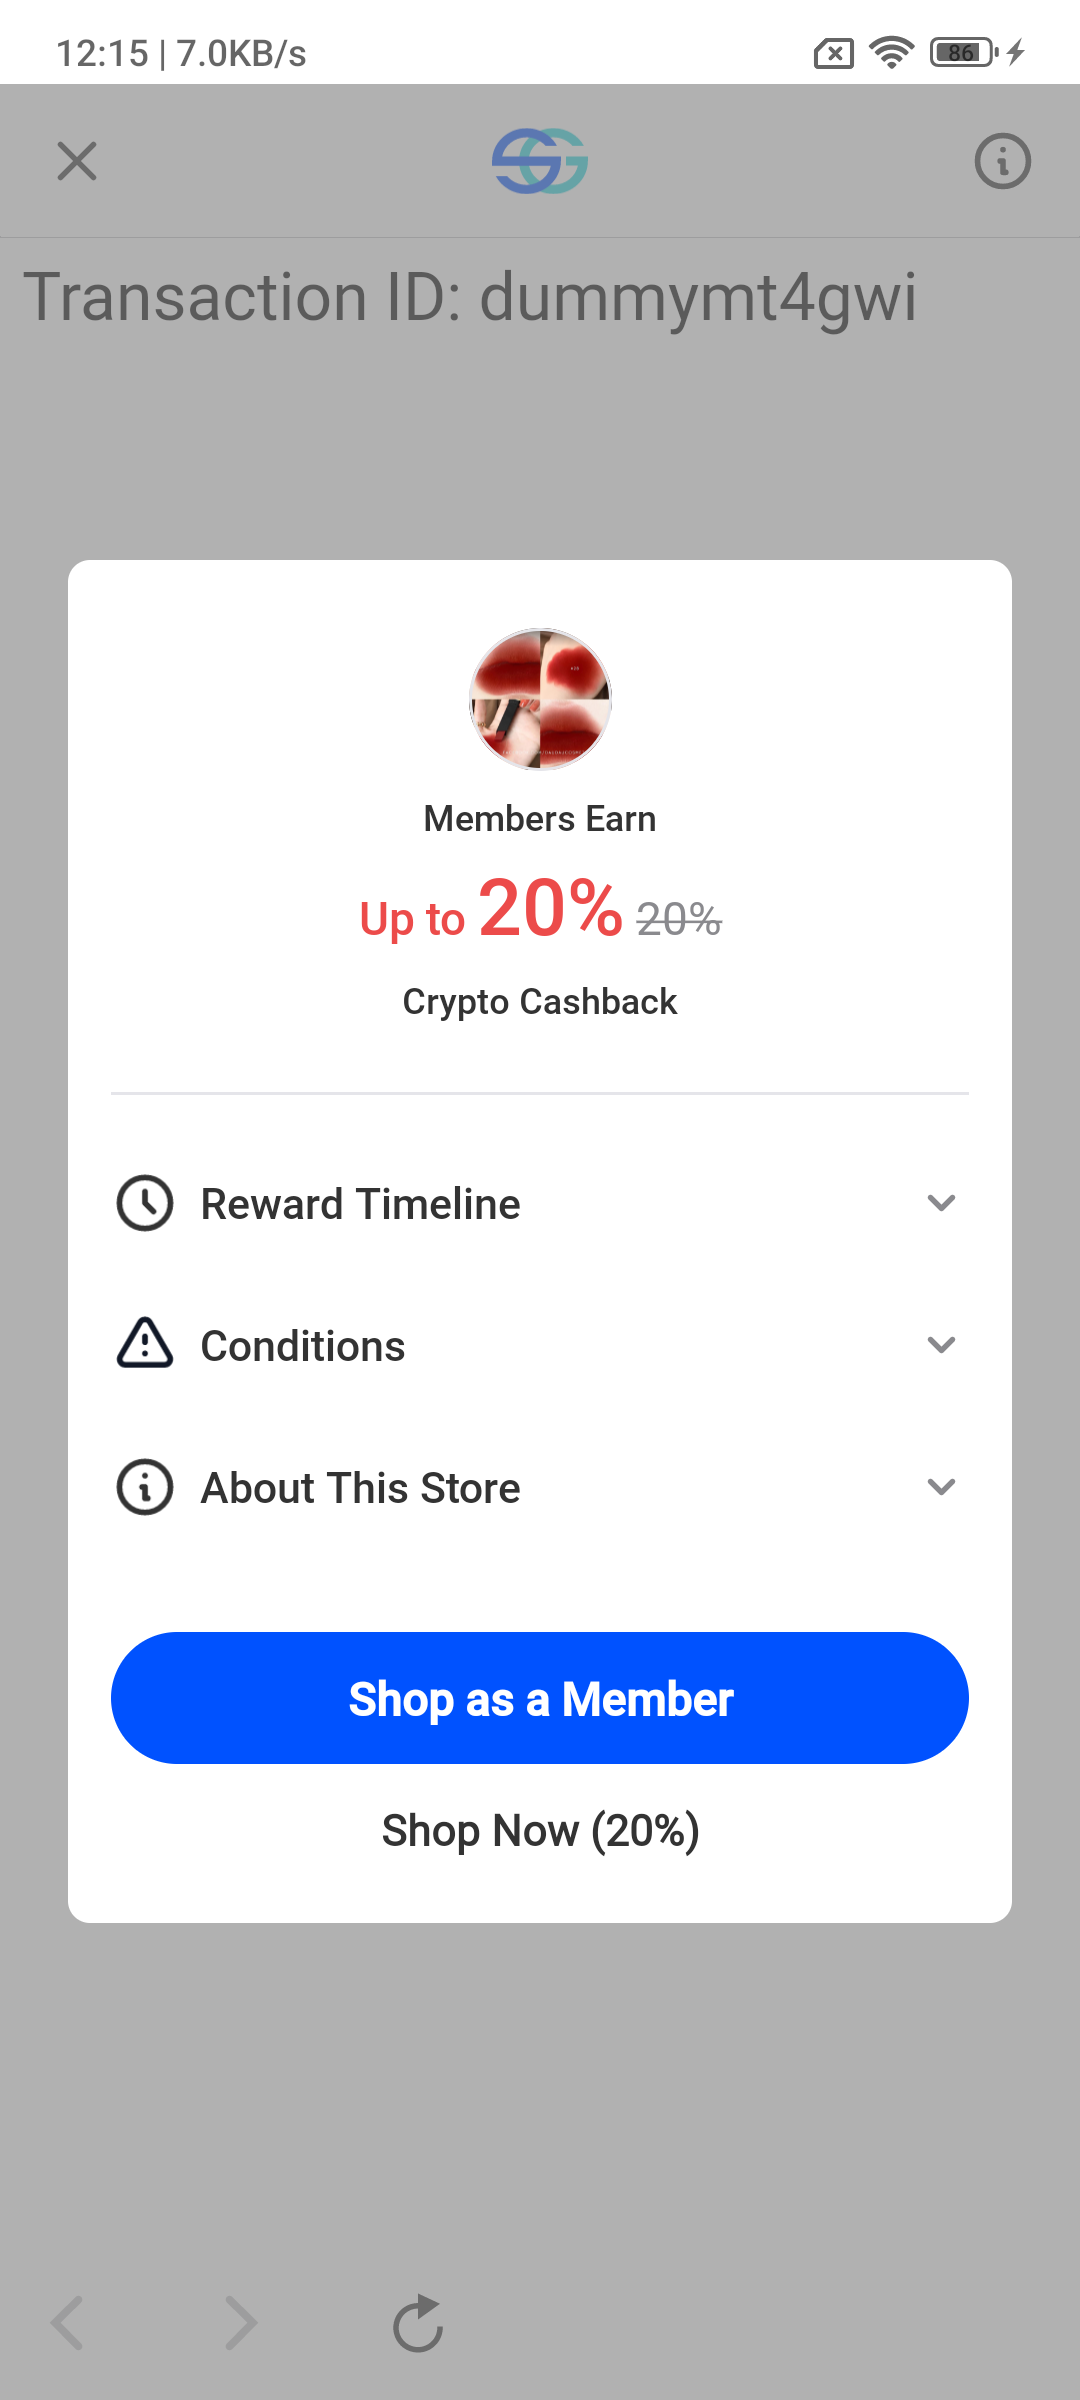 12:15 | 7.0KB/s
86
SG
Transaction ID: dummymt4gwi
Members Earn
Up to 20% 20%
Crypto Cashback
Reward Timeline
Conditions
About This Store
Shop as a Member
Shop Now (20%)